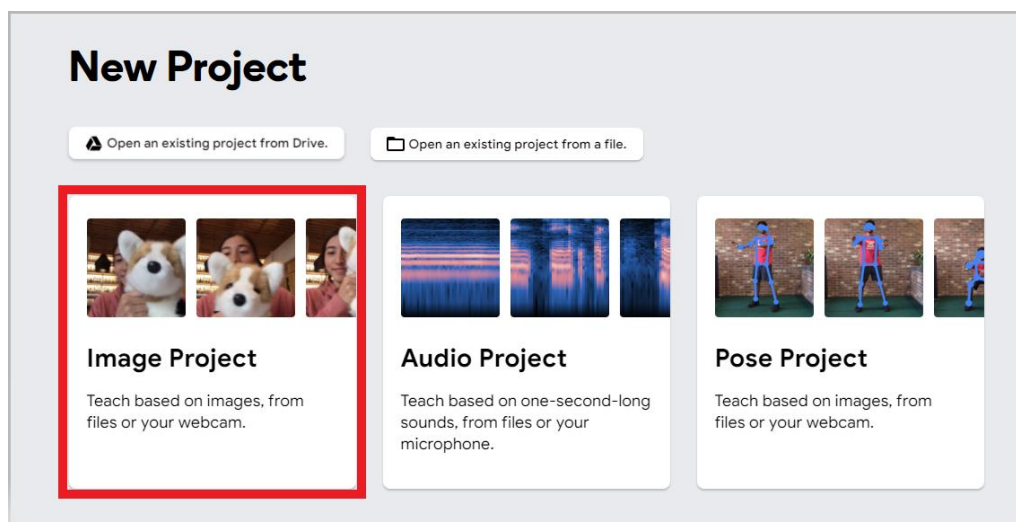 New Project
Open an existing project from Drive.
Open an existing project from a file.
Image Project
Teach based on images, from
files or your webcam.
Audio Project
Teach based on one-second-long
sounds, from files or your
microphone.
Pose Project
Teach based on images, from
files or your webcam.